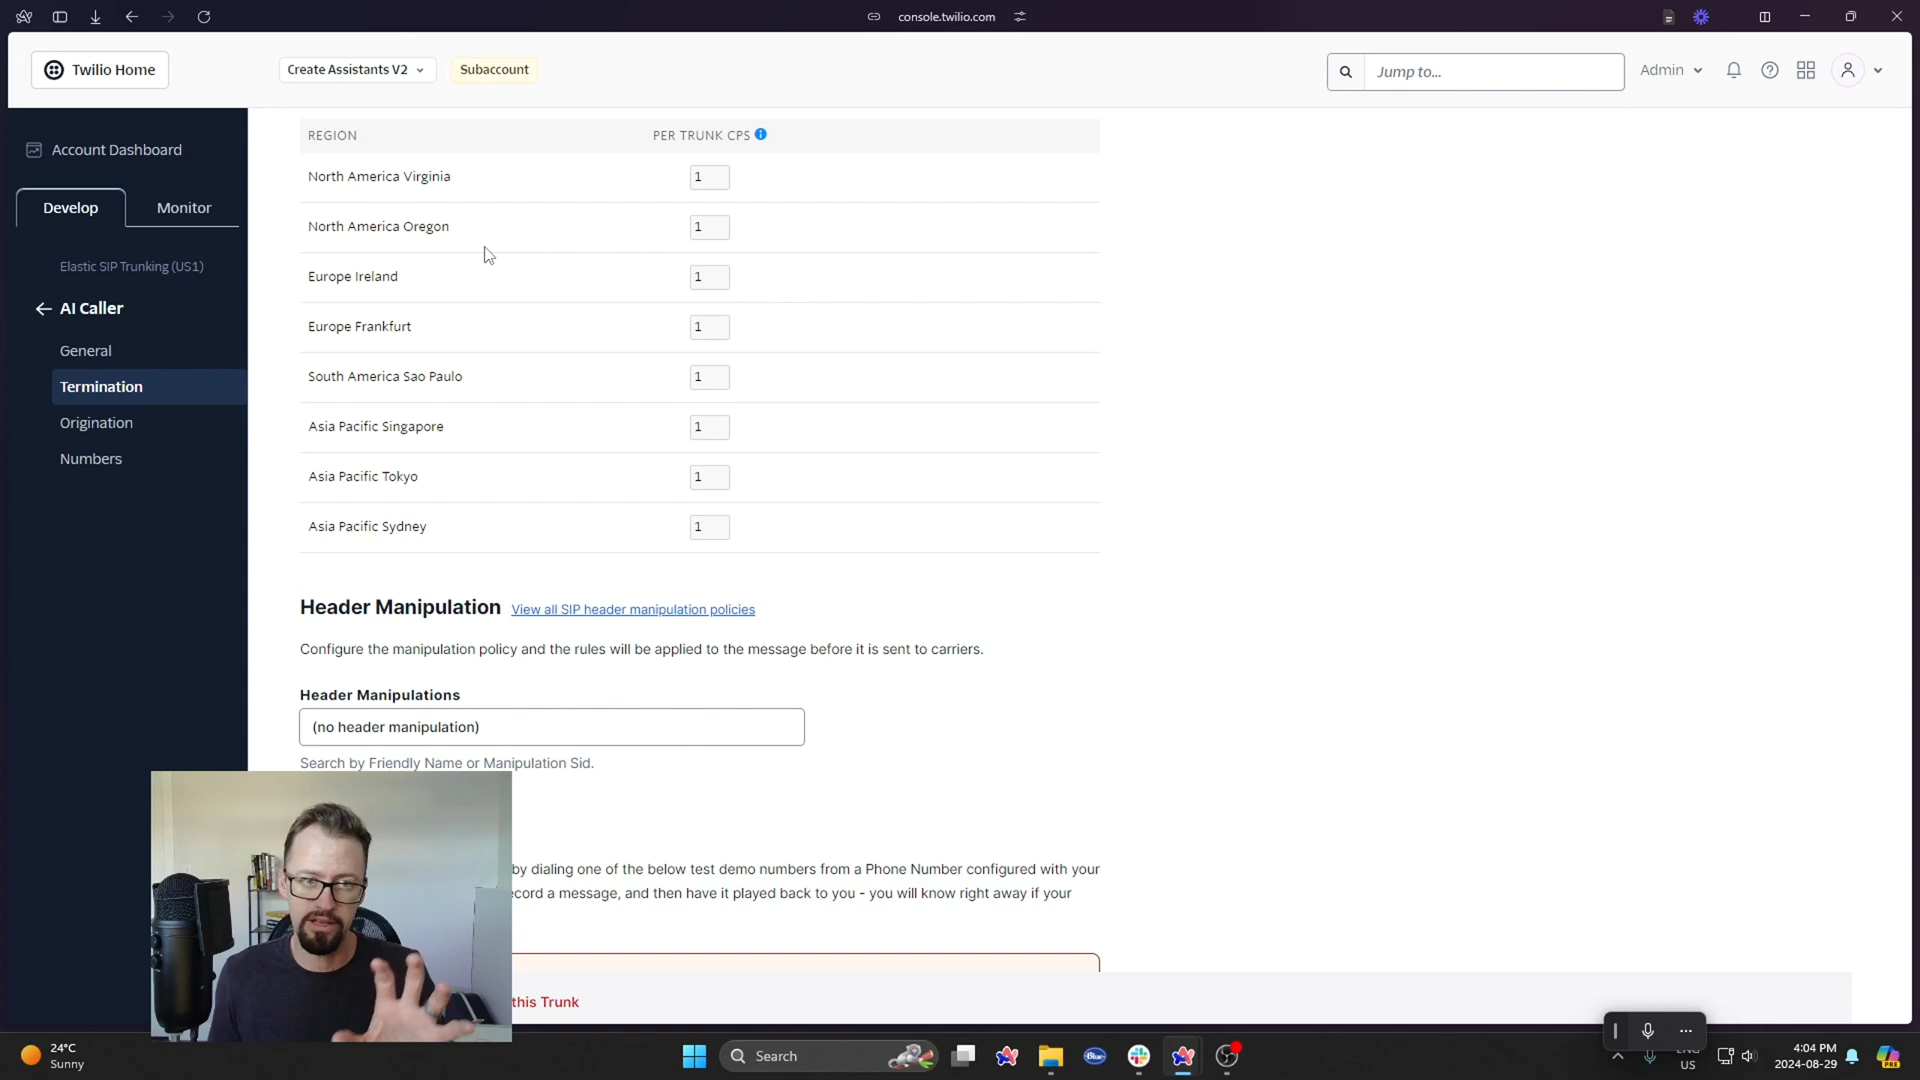 console.twilio.com
Twilio Home
Create Assistants V2
Subaccount
Jump to...
Admin
Account Dashboard
Develop
Monitor
Elastic SIP Trunking (US1)
AI Caller
General
Termination
Origination
Numbers
REGION PER TRUNK CPS
North America Virginia 1
North America Oregon 1
Europe Ireland 1
Europe Frankfurt 1
South America Sao Paulo 1
Asia Pacific Singapore 1
Asia Pacific Tokyo 1
Asia Pacific Sydney 1
Header Manipulation View all SIP header manipulation policies
Configure the manipulation policy and the rules will be applied to the message before it is sent to carriers.
Header Manipulations
(no header manipulation)
Search by Friendly Name or Manipulation Sid.
by dialing one of the below test demo numbers from a Phone Number configured with your
ecord a message, and then have it played back to you - you will know right away if your
this Trunk
24°C
Sunny
Search
Blue
ENG
US
4:04 PM
2024-08-29
PRE